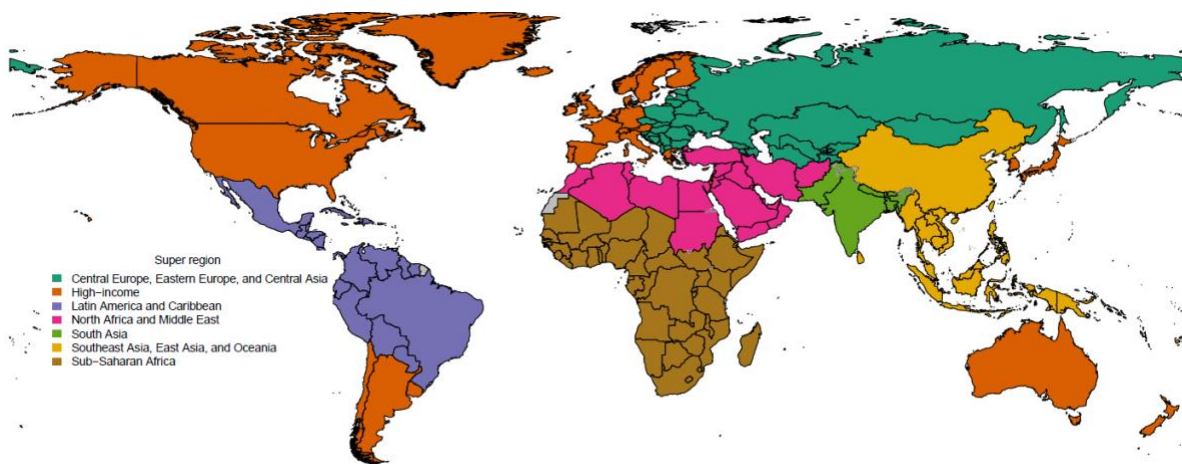 Super region
Central Europe, Eastern Europe, and Central Asia
High−income
Latin America and Caribbean
North Africa and Middle East
South Asia
Southeast Asia, East Asia, and Oceania
Sub−Saharan Africa